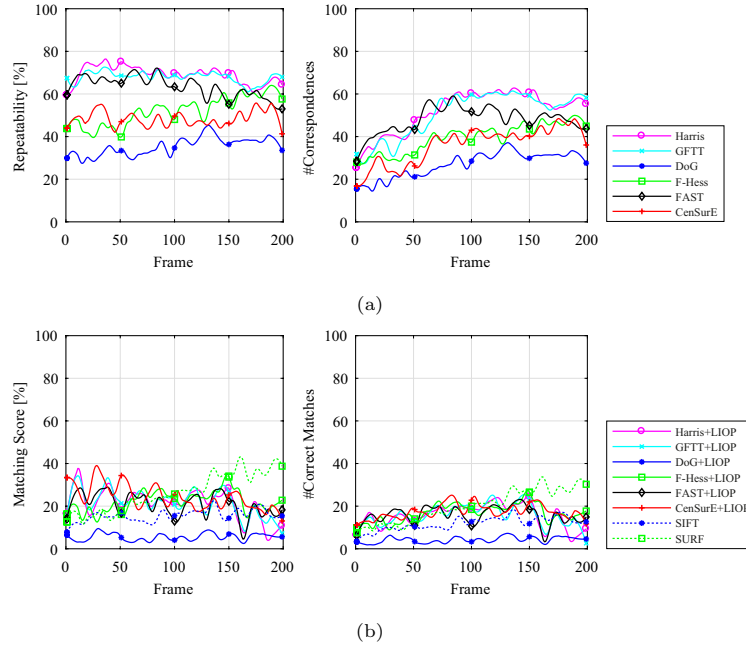 100
80
60
40
20
0
0 50 100 150 200
Repeatability [%]
Frame
100
80
60
40
20
0
0 50 100 150 200
#Correspondences
Frame
Harris
GFTT
DoG
F-Hess
FAST
CenSurE
(a)
100
80
60
40
20
0
0 50 100 150 200
Matching Score [%]
Frame
100
80
60
40
20
0
0 50 100 150 200
#Correct Matches
Frame
Harris+LIOP
GFTT+LIOP
DoG+LIOP
F-Hess+LIOP
FAST+LIOP
CenSurE+LIOP
SIFT
SURF
(b)